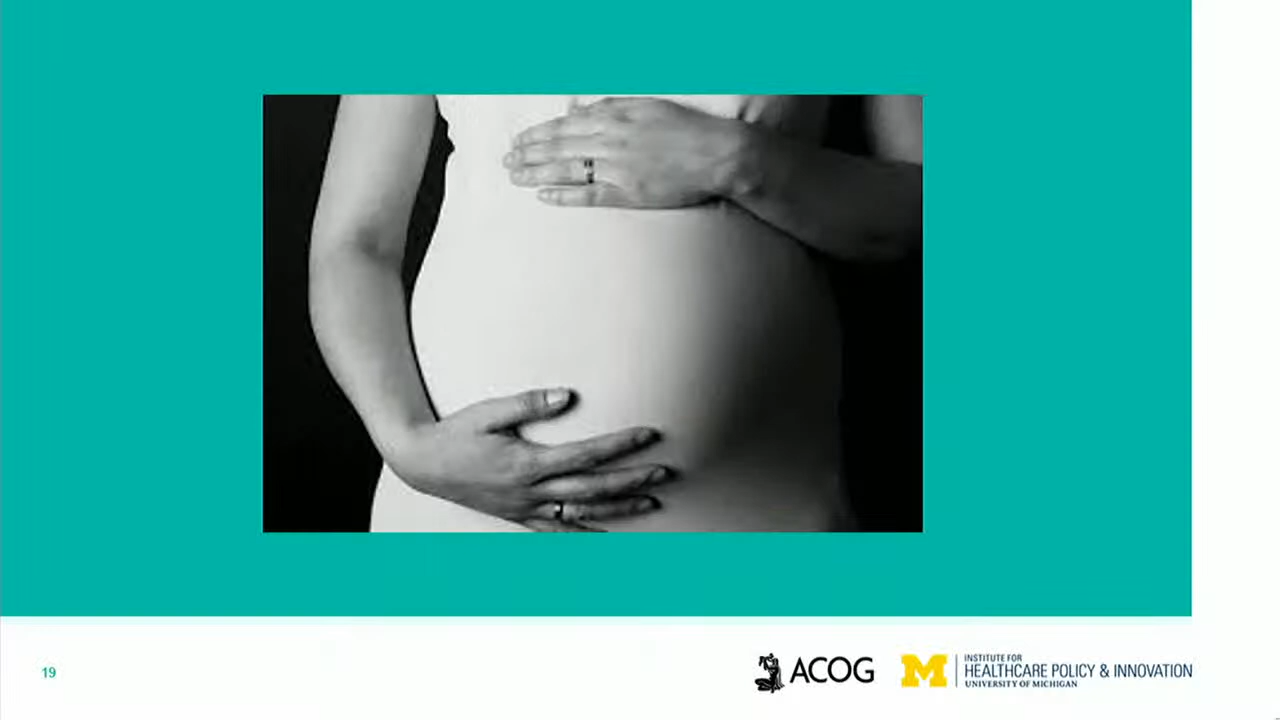 19
ACOG
M
INSTITUTE FOR
HEALTHCARE POLICY & INNOVATION
UNIVERSITY OF MICHIGAN